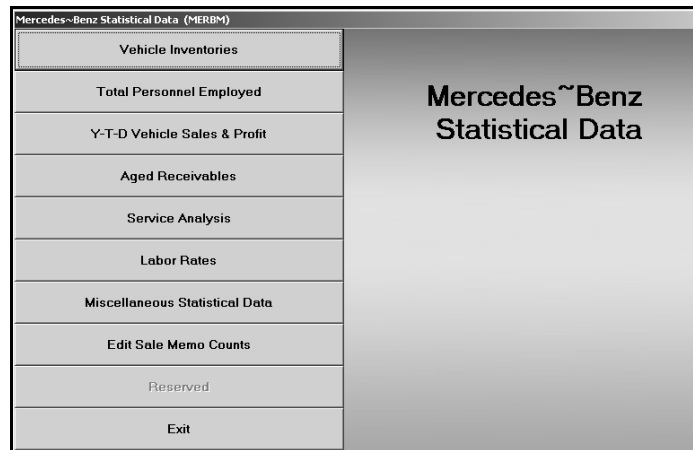 Mercedes~Benz Statistical Data (MERBM)
Vehicle Inventories
Total Personnel Employed
Y-T-D Vehicle Sales & Profit
Aged Receivables
Service Analysis
Labor Rates
Miscellaneous Statistical Data
Edit Sale Memo Counts
Reserved
Exit
Mercedes~Benz
Statistical Data